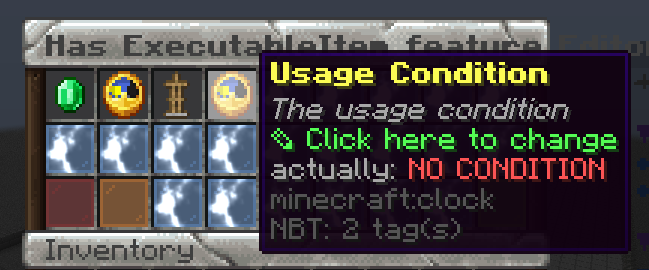 Has ExecutableItem feature Editor
Usage Condition
The usage condition
✎ Click here to change
actually: NO CONDITION
minecraft:clock
NBT: 2 tag(s)
Inventory